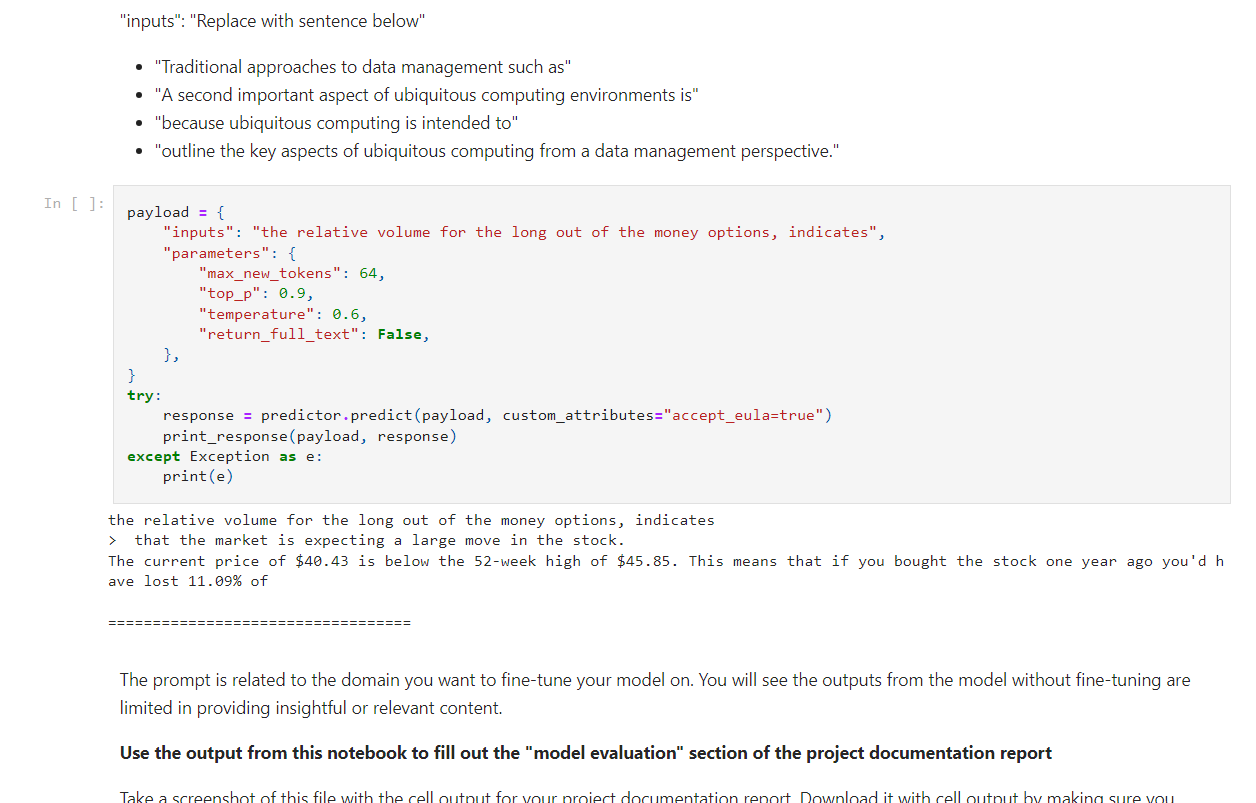 "inputs": "Replace with sentence below"
• "Traditional approaches to data management such as"
• "A second important aspect of ubiquitous computing environments is"
• "because ubiquitous computing is intended to"
• "outline the key aspects of ubiquitous computing from a data management perspective."
In [ ]:
payload = {
    "inputs": "the relative volume for the long out of the money options, indicates",
    "parameters": {
        "max_new_tokens": 64,
        "top_p": 0.9,
        "temperature": 0.6,
        "return_full_text": False,
    },
}
try:
    response = predictor.predict(payload, custom_attributes="accept_eula=true")
    print_response(payload, response)
except Exception as e:
    print(e)
the relative volume for the long out of the money options, indicates
>  that the market is expecting a large move in the stock.
The current price of $40.43 is below the 52-week high of $45.85. This means that if you bought the stock one year ago you'd h
ave lost 11.09% of
==================================
The prompt is related to the domain you want to fine-tune your model on. You will see the outputs from the model without fine-tuning are
limited in providing insightful or relevant content.
Use the output from this notebook to fill out the "model evaluation" section of the project documentation report
Take a screenshot of this file with the cell output for your project documentation report. Download it with cell output by making sure you